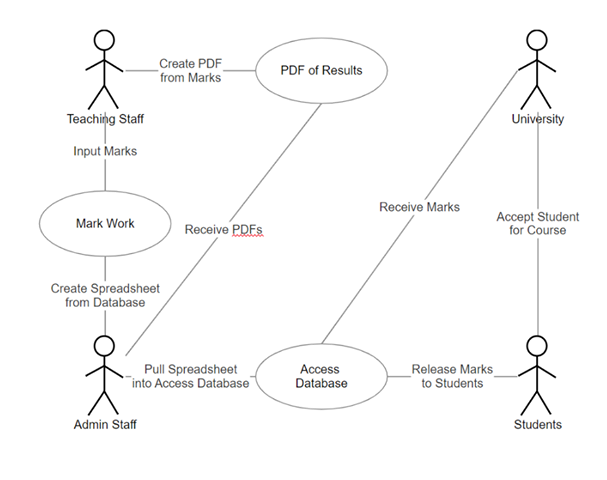 Create PDF
from Marks
PDF of Results
Teaching Staff
University
Input Marks
Mark Work
Receive PDFs
Receive Marks
Accept Student
for Course
Create Spreadsheet
from Database
Pull Spreadsheet
into Access Database
Access
Database
Release Marks
to Students
Admin Staff
Students